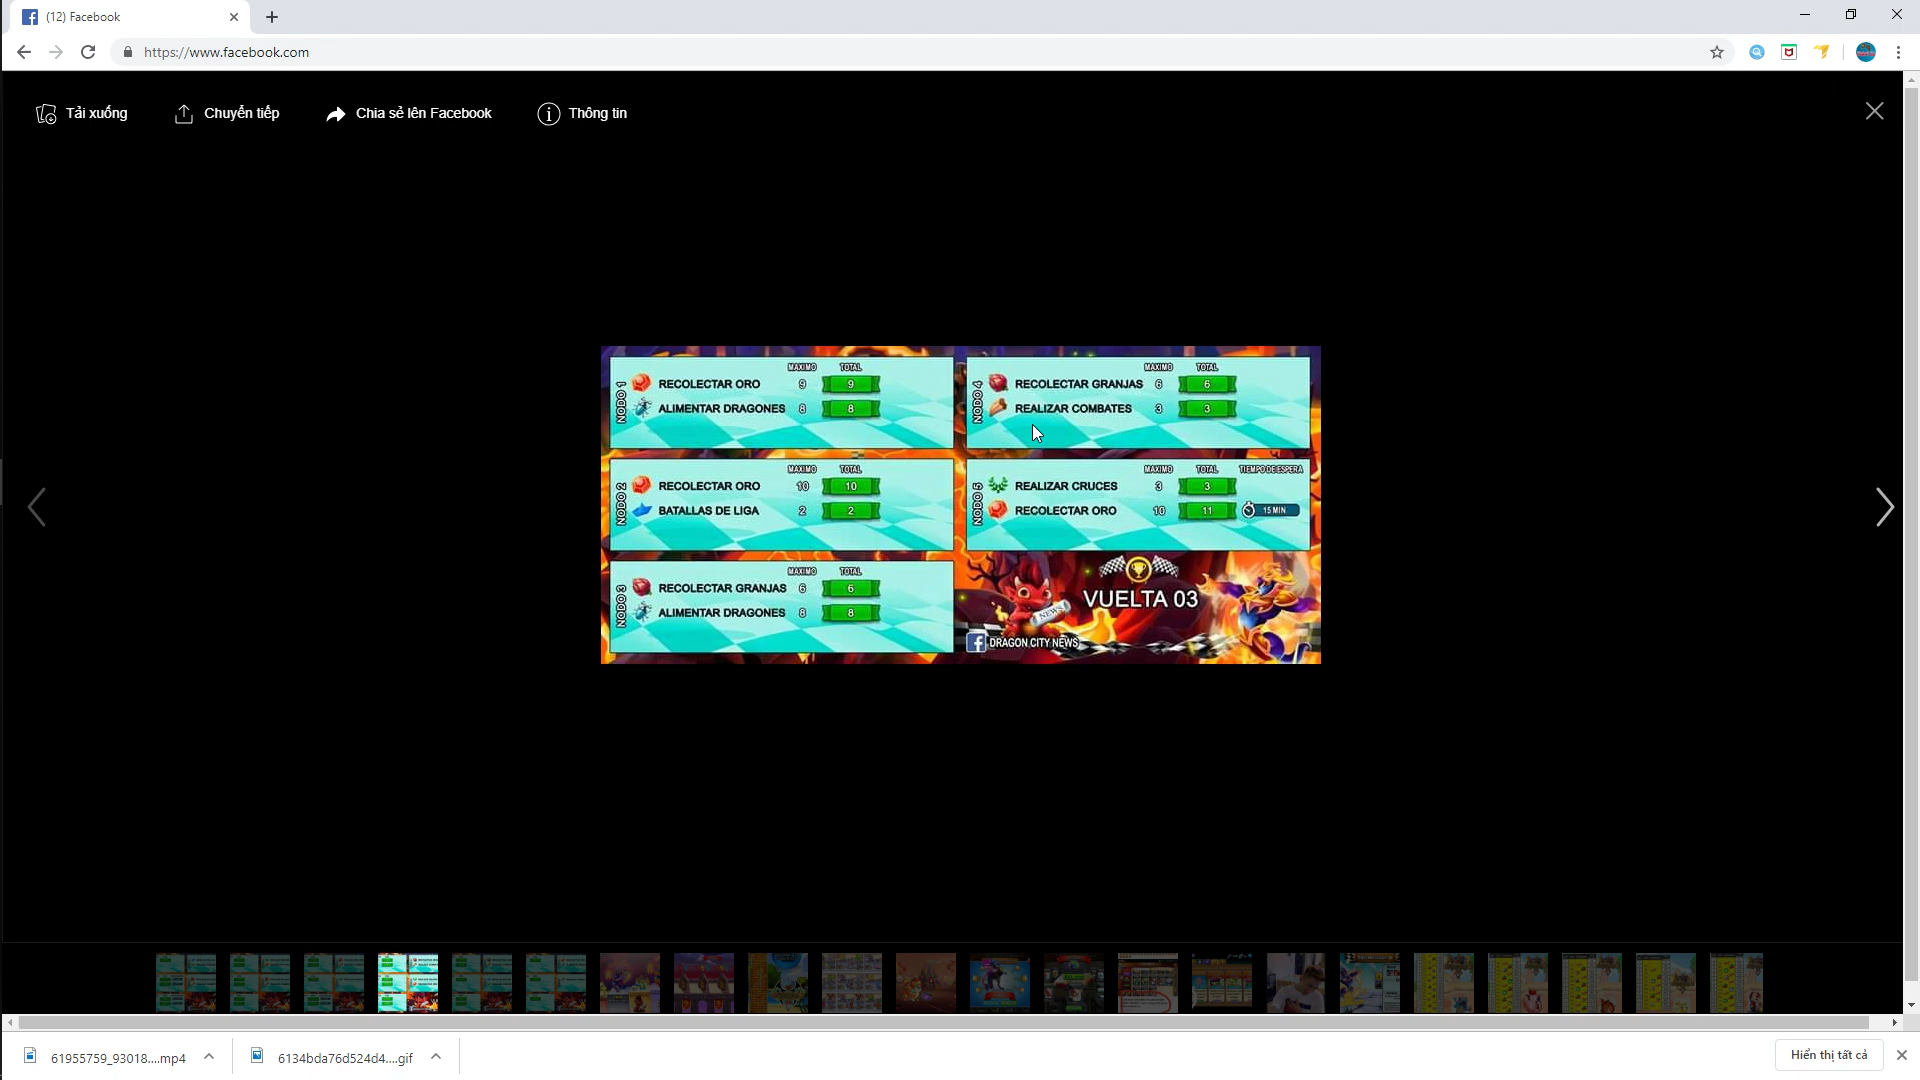 (12) Facebook
https://www.facebook.com
Tải xuống
Chuyển tiếp
Chia sẻ lên Facebook
Thông tin
NODO 1
MAXIMO TOTAL
RECOLECTAR ORO 9 9
ALIMENTAR DRAGONES 8 8
NODO 4
MAXIMO TOTAL
RECOLECTAR GRANJAS 6 6
REALIZAR COMBATES 3 3
NODO 2
MAXIMO TOTAL
RECOLECTAR ORO 10 10
BATALLAS DE LIGA 2 2
NODO 5
MAXIMO TOTAL TIEMPO DE ESPERA
REALIZAR CRUCES 3 3
RECOLECTAR ORO 10 11 15 MIN
NODO 3
MAXIMO TOTAL
RECOLECTAR GRANJAS 6 6
ALIMENTAR DRAGONES 8 8
NEWS
VUELTA 03
DRAGON CITY NEWS
61955759_93018....mp4
6134bda76d524d4....gif
Hiển thị tất cả